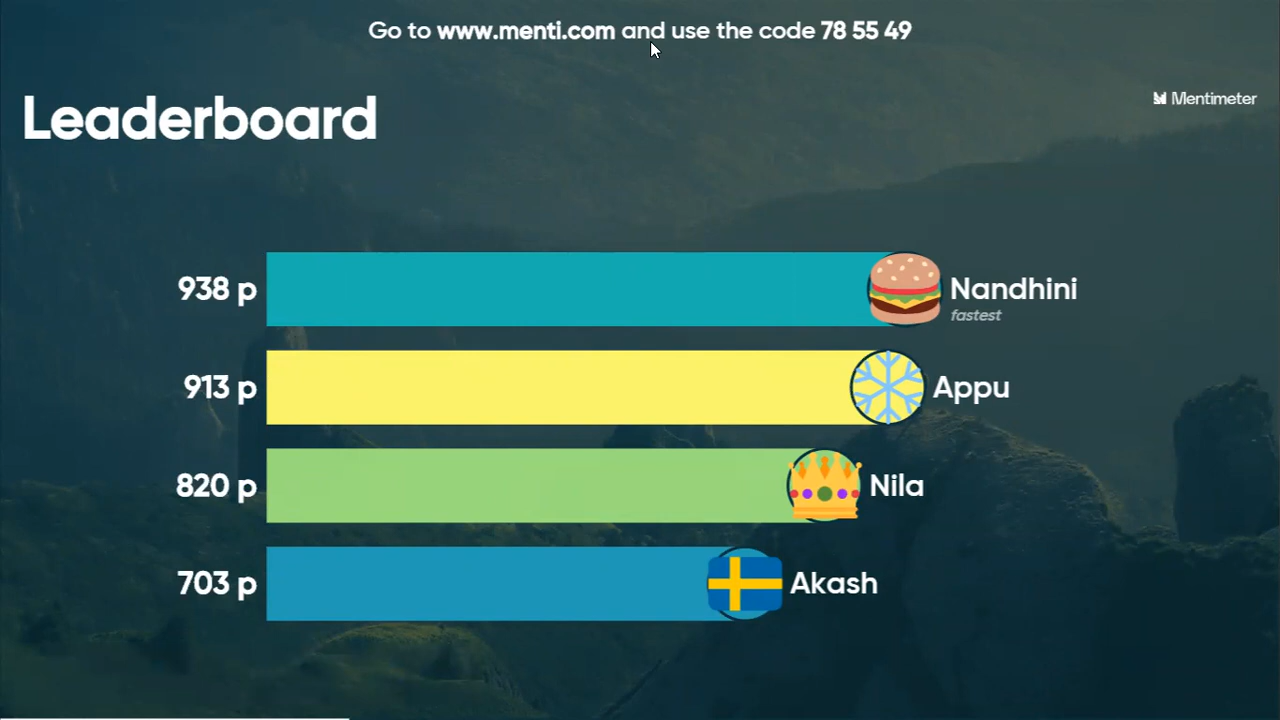 Go to www.menti.com and use the code 78 55 49
Leaderboard
Mentimeter
938 p Nandhini
fastest
913 p Appu
820 p Nila
703 p Akash